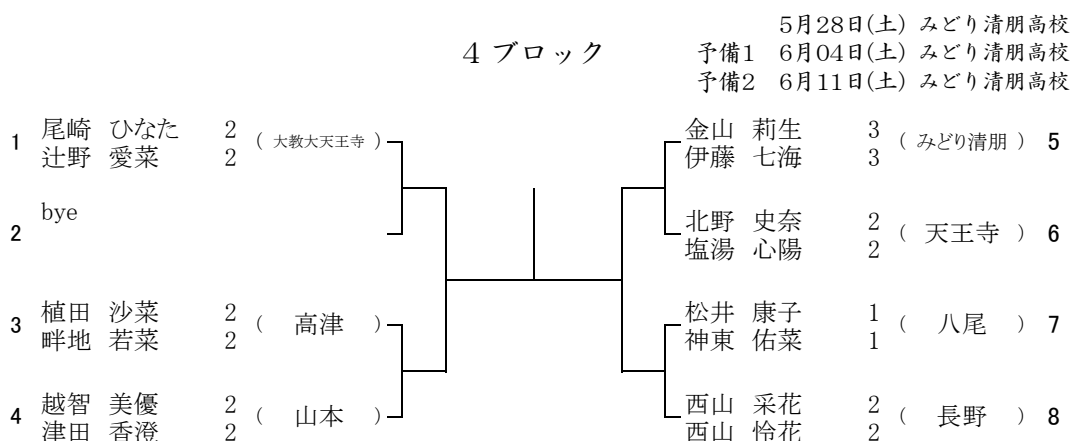 5月28日(土) みどり清朋高校
4 ブロック
予備1 6月04日(土) みどり清朋高校
予備2 6月11日(土) みどり清朋高校
1 尾崎 ひなた 2 ( 大教大天王寺 )
辻野 愛菜 2
2 bye
3 植田 沙菜 2 ( 高津 )
畔地 若菜 2
4 越智 美優 2 ( 山本 )
津田 香澄 2
金山 莉生 3 ( みどり清朋 ) 5
伊藤 七海 3
北野 史奈 2 ( 天王寺 ) 6
塩湯 心陽 2
松井 康子 1 ( 八尾 ) 7
神東 佑菜 1
西山 采花 2 ( 長野 ) 8
西山 怜花 2